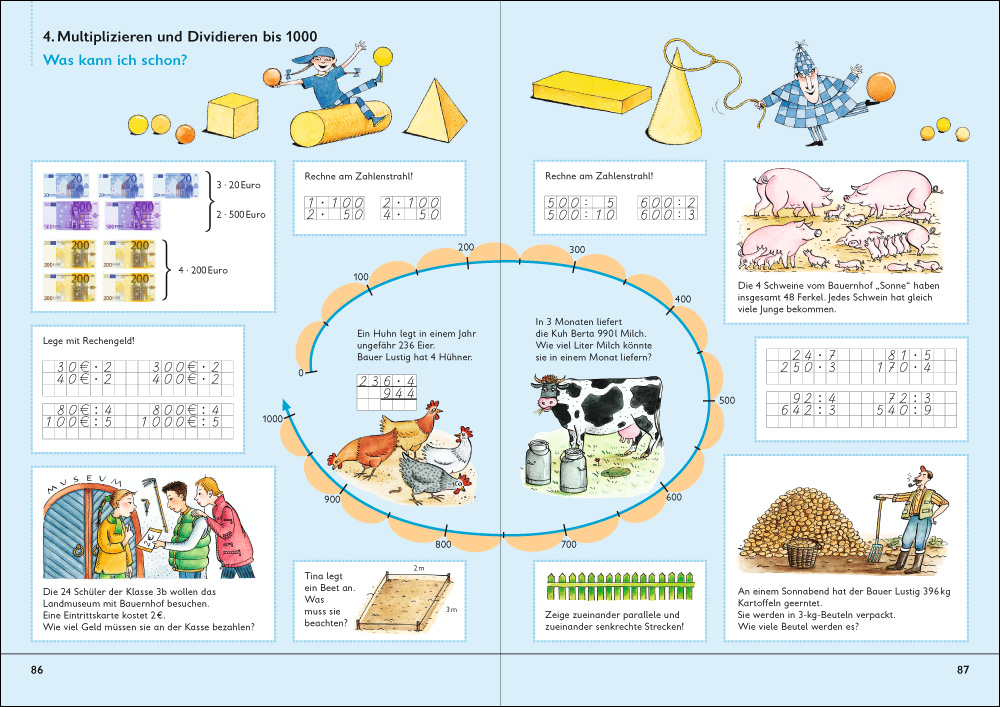 4. Multiplizieren und Dividieren bis 1000
Was kann ich schon?
3 · 20 Euro
2 · 500 Euro
4 · 200 Euro
20
20
20
500
500
200
200
200
200
Rechne am Zahlenstrahl!
1 · 100 2 · 100
2 · 50 4 · 50
Lege mit Rechengeld!
30€ · 2 300€ · 2
40€ · 2 400€ · 2
80€ : 4 800€ : 4
100€ : 5 1000€ : 5
MUSEUM
2€
Die 24 Schüler der Klasse 3b wollen das
Landmuseum mit Bauernhof besuchen.
Eine Eintrittskarte kostet 2 €.
Wie viel Geld müssen sie an der Kasse bezahlen?
0
100
200
300
400
500
600
700
800
900
1000
Ein Huhn legt in einem Jahr
ungefähr 236 Eier.
Bauer Lustig hat 4 Hühner.
236 · 4
944
Tina legt
ein Beet an.
Was
muss sie
beachten?
2 m
3 m
86
Rechne am Zahlenstrahl!
500 : 5 600 : 2
500 : 10 600 : 3
In 3 Monaten liefert
die Kuh Berta 990 l Milch.
Wie viel Liter Milch könnte
sie in einem Monat liefern?
Zeige zueinander parallele und
zueinander senkrechte Strecken!
Die 4 Schweine vom Bauernhof „Sonne“ haben
insgesamt 48 Ferkel. Jedes Schwein hat gleich
viele Junge bekommen.
24 · 7 81 · 5
250 · 3 170 · 4
92 : 4 72 : 3
642 : 3 540 : 9
An einem Sonnabend hat der Bauer Lustig 396 kg
Kartoffeln geerntet.
Sie werden in 3-kg-Beuteln verpackt.
Wie viele Beutel werden es?
87